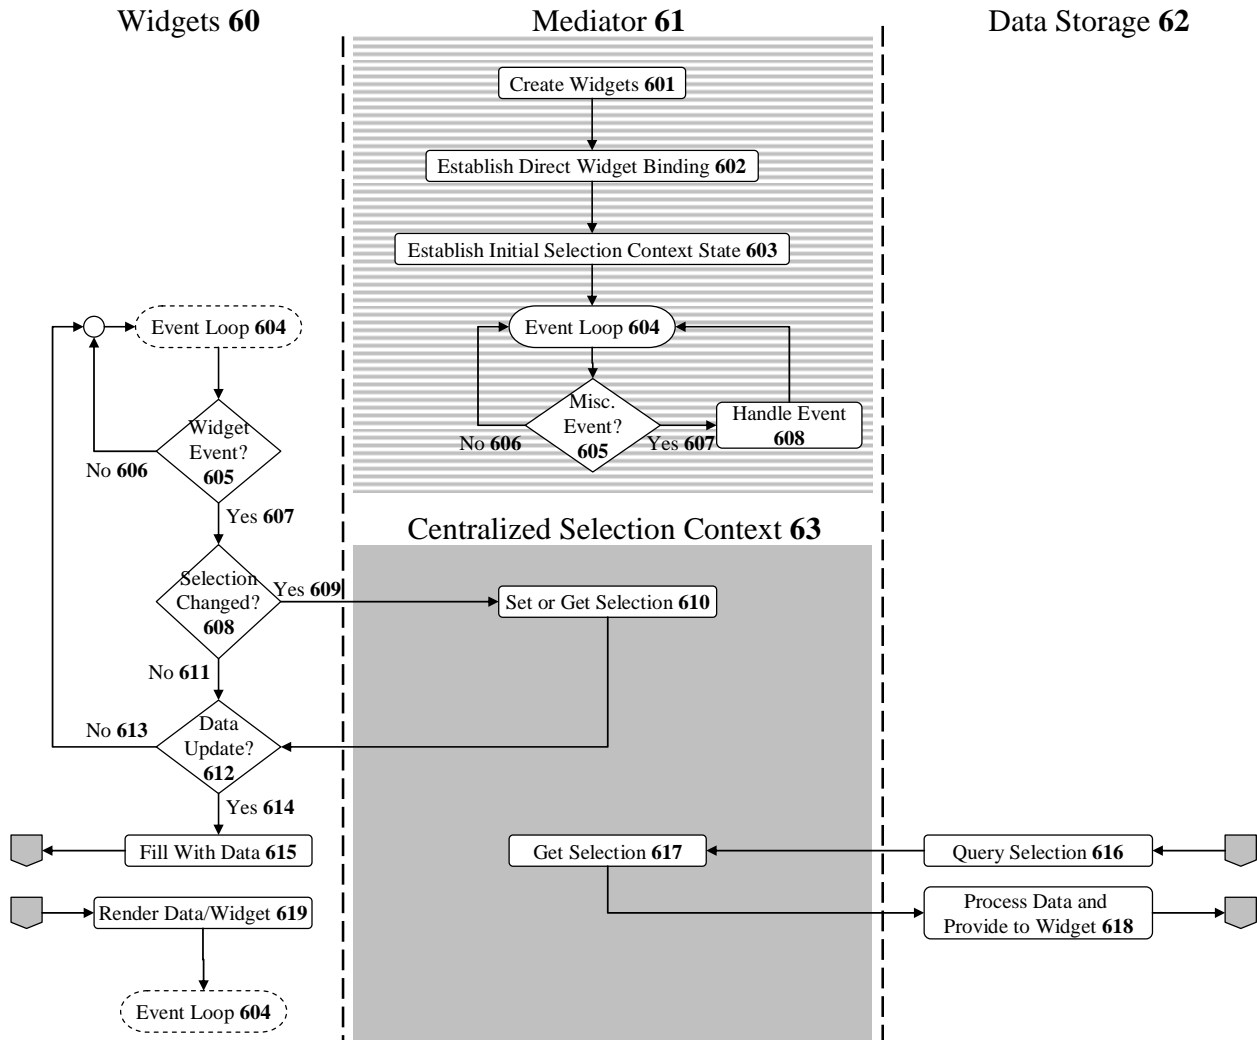 Widgets 60
Mediator 61
Data Storage 62
Create Widgets 601
Establish Direct Widget Binding 602
Establish Initial Selection Context State 603
Event Loop 604
Event Loop 604
Widget
Event?
605
No 606
Yes 607
Misc.
Event?
605
No 606
Yes 607
Handle Event
608
Centralized Selection Context 63
Selection
Changed?
608
Yes 609
Set or Get Selection 610
No 611
Data
Update?
612
No 613
Yes 614
Fill With Data 615
Get Selection 617
Query Selection 616
Render Data/Widget 619
Process Data and
Provide to Widget 618
Event Loop 604